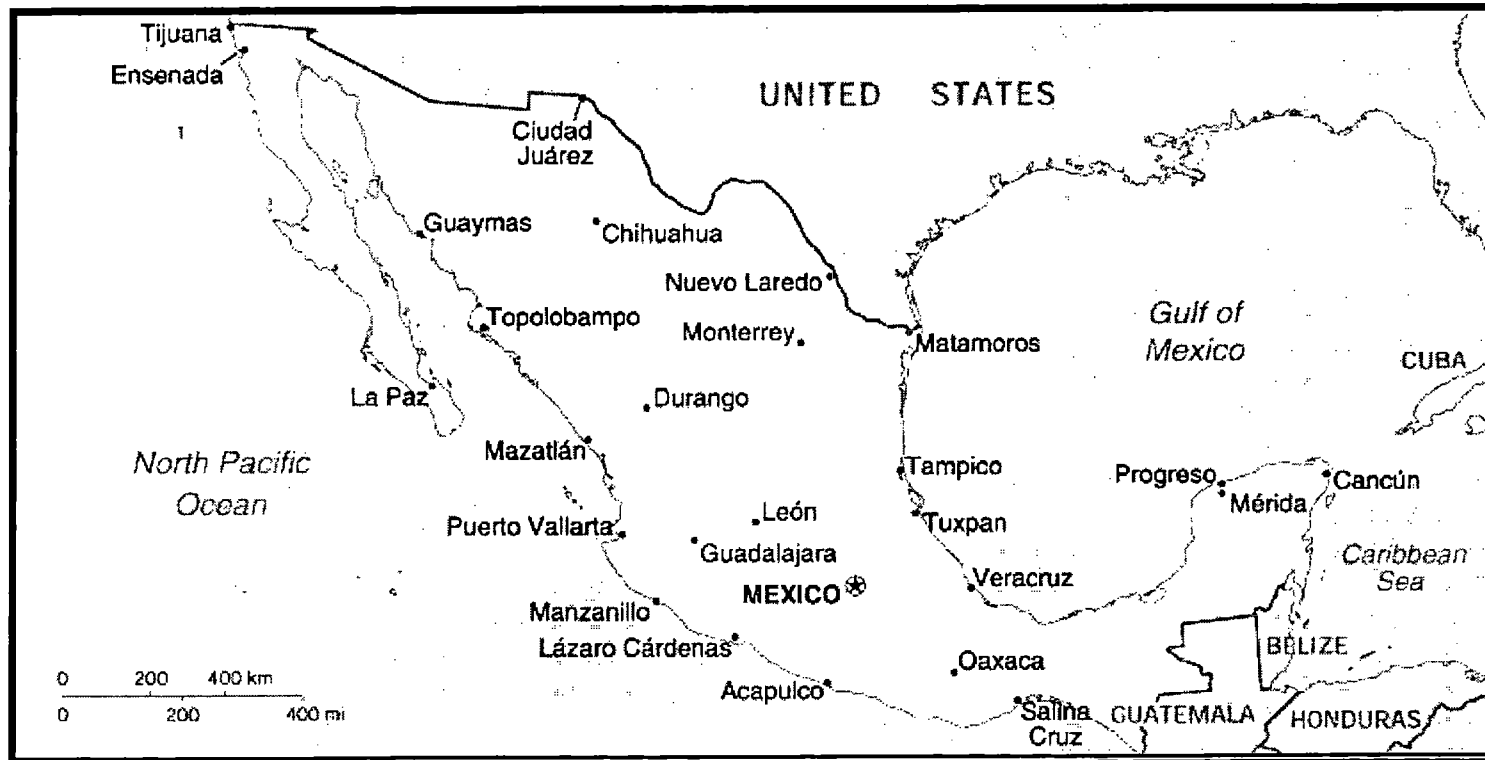 Tijuana
Ensenada
UNITED STATES
Ciudad
Juárez
Guaymas
Chihuahua
Nuevo Laredo
Topolobampo
Monterrey
Matamoros
Gulf of
Mexico
CUBA
La Paz
Durango
Mazatlán
North Pacific
Ocean
Tampico
Progreso
Cancún
Mérida
Puerto Vallarta
León
Tuxpan
Guadalajara
Caribbean
Sea
MEXICO
Veracruz
Manzanillo
Lázaro Cárdenas
BELIZE
Oaxaca
0 200 400 km
0 200 400 mi
Acapulco
Salina
Cruz
GUATEMALA
HONDURAS